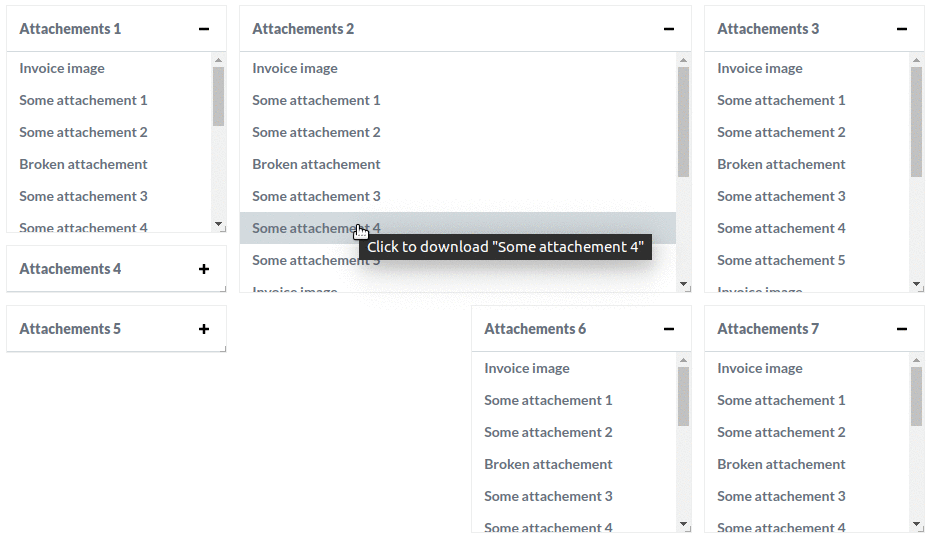 Attachements 1
Invoice image
Some attachement 1
Some attachement 2
Broken attachement
Some attachement 3
Some attachement 4
Attachements 2
Invoice image
Some attachement 1
Some attachement 2
Broken attachement
Some attachement 3
Some attachement 4
Click to download "Some attachement 4"
Some attachement 5
Invoice image
Attachements 3
Invoice image
Some attachement 1
Some attachement 2
Broken attachement
Some attachement 3
Some attachement 4
Some attachement 5
Invoice image
Attachements 4
Attachements 5
Attachements 6
Invoice image
Some attachement 1
Some attachement 2
Broken attachement
Some attachement 3
Some attachement 4
Attachements 7
Invoice image
Some attachement 1
Some attachement 2
Broken attachement
Some attachement 3
Some attachement 4